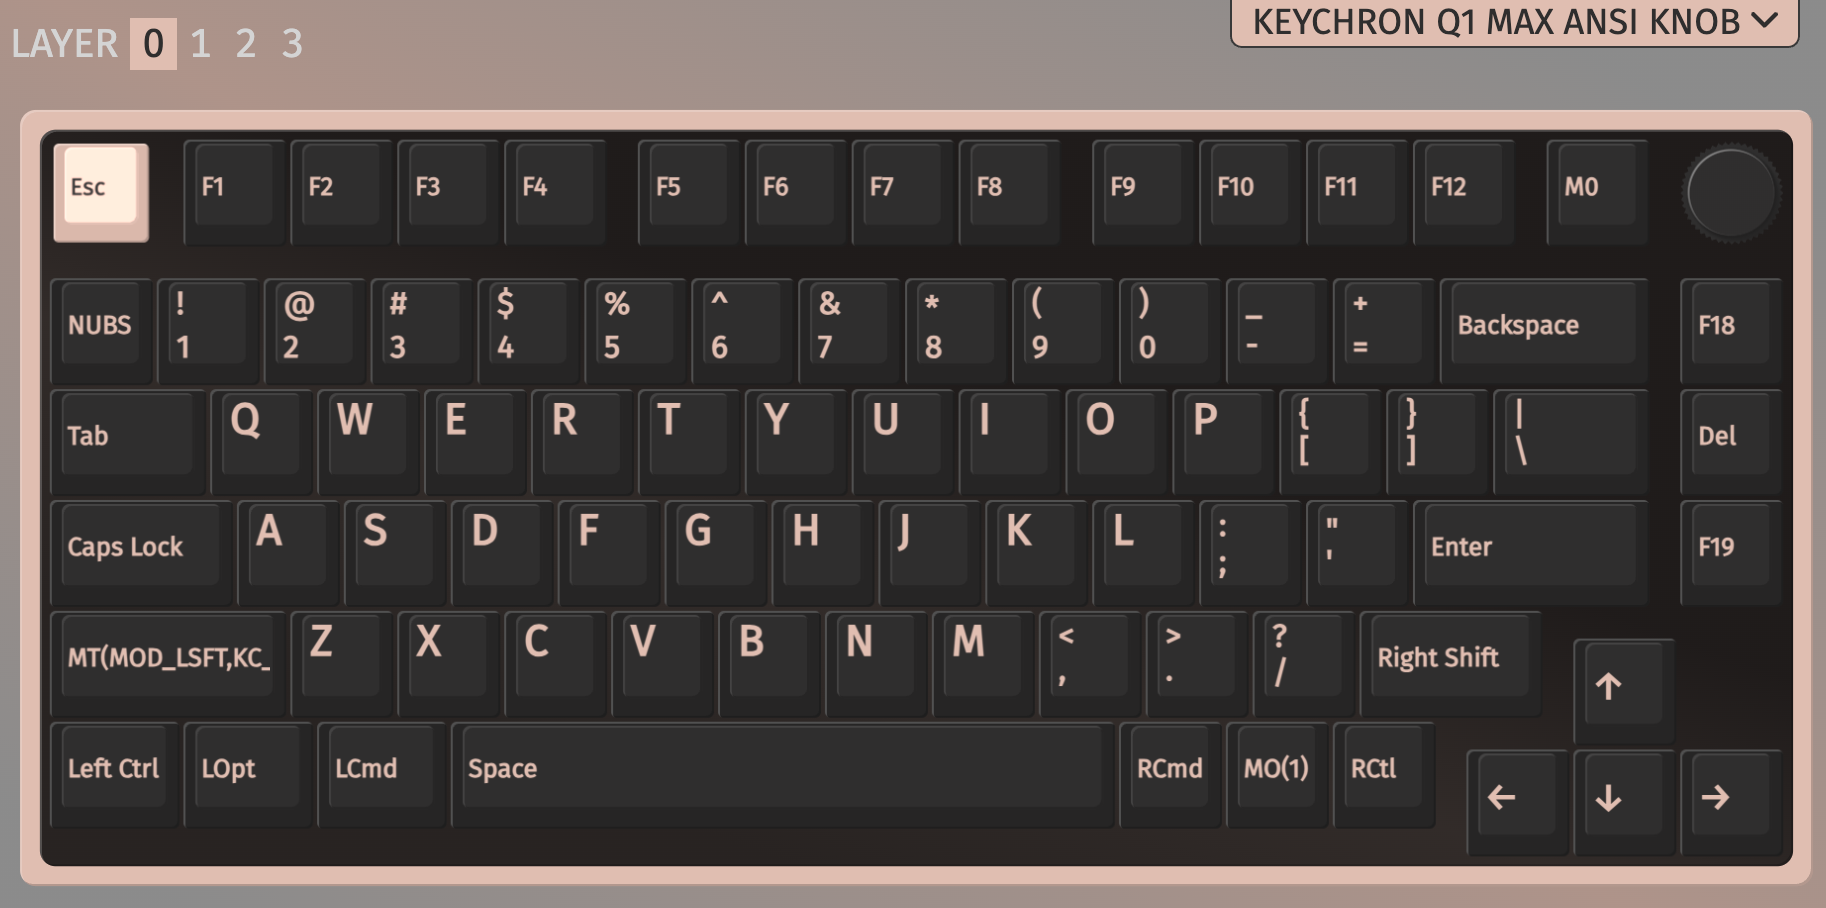 LAYER 0 1 2 3
KEYCHRON Q1 MAX ANSI KNOB
Esc F1 F2 F3 F4 F5 F6 F7 F8 F9 F10 F11 F12 M0
NUBS ! 1 @ 2 # 3 $ 4 % 5 ^ 6 & 7 * 8 ( 9 ) 0 _ - + = Backspace F18
Tab Q W E R T Y U I O P { [ } ] | \ Del
Caps Lock A S D F G H J K L : ; " ' Enter F19
MT(MOD_LSFT,KC_ Z X C V B N M < , > . ? / Right Shift ↑
Left Ctrl LOpt LCmd Space RCmd MO(1) RCtl ← ↓ →